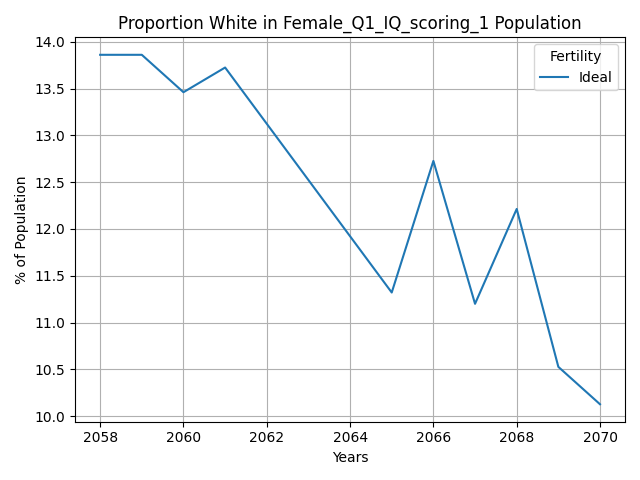 Proportion White in Female_Q1_IQ_scoring_1 Population
14.0
13.5
13.0
12.5
12.0
11.5
11.0
10.5
10.0
% of Population
Fertility
Ideal
2058 2060 2062 2064 2066 2068 2070
Years